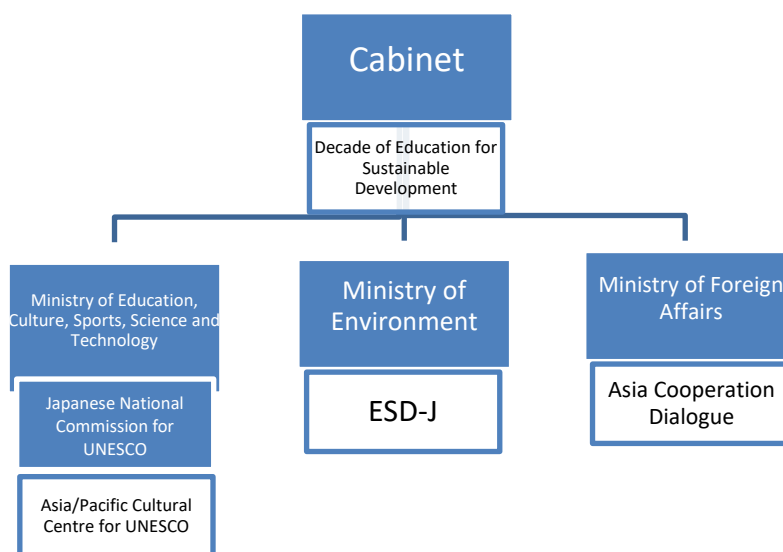 Cabinet
Decade of Education for
Sustainable
Development
Ministry of Education,
Culture, Sports, Science and
Technology
Japanese National
Commission for
UNESCO
Asia/Pacific Cultural
Centre for UNESCO
Ministry of
Environment
ESD-J
Ministry of Foreign
Affairs
Asia Cooperation
Dialogue